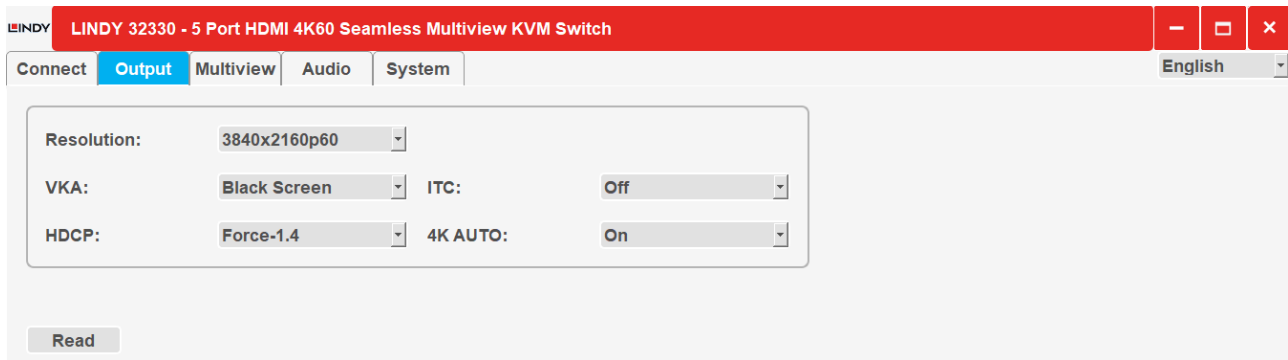 LINDY LINDY 32330 - 5 Port HDMI 4K60 Seamless Multiview KVM Switch
Connect Output Multiview Audio System English
Resolution: 3840x2160p60
VKA: Black Screen ITC: Off
HDCP: Force-1.4 4K AUTO: On
Read